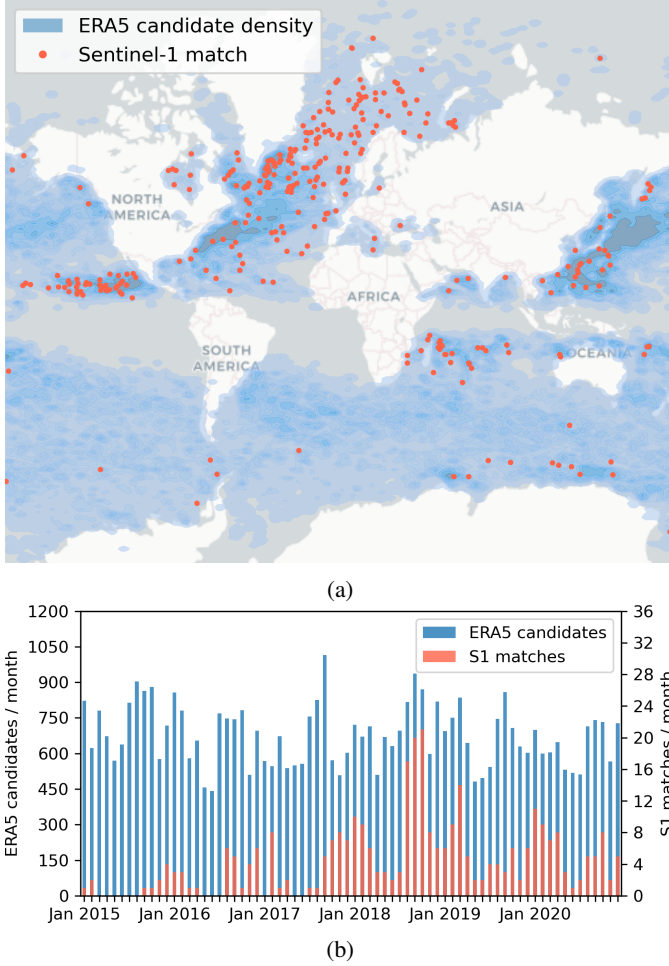 ERA5 candidate density
Sentinel-1 match
NORTH
AMERICA
ASIA
AFRICA
SOUTH
AMERICA
OCEANIA
(a)
ERA5 candidates / month
1200
1050
900
750
600
450
300
150
0
ERA5 candidates
S1 matches
36
32
28
24
20
16
12
8
4
0
S1 matches / month
Jan 2015 Jan 2016 Jan 2017 Jan 2018 Jan 2019 Jan 2020
(b)